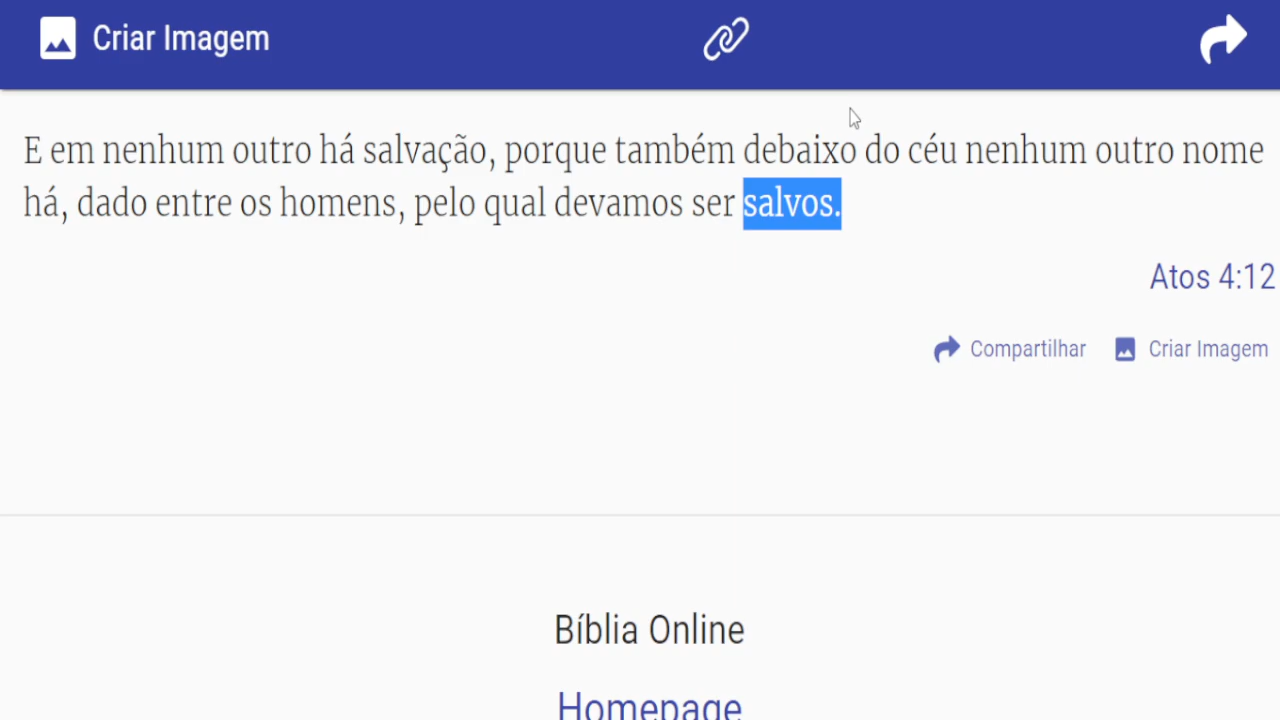 Criar Imagem
E em nenhum outro há salvação, porque também debaixo do céu nenhum outro nome
há, dado entre os homens, pelo qual devamos ser salvos.
Atos 4:12
Compartilhar Criar Imagem
Bíblia Online
Homepage